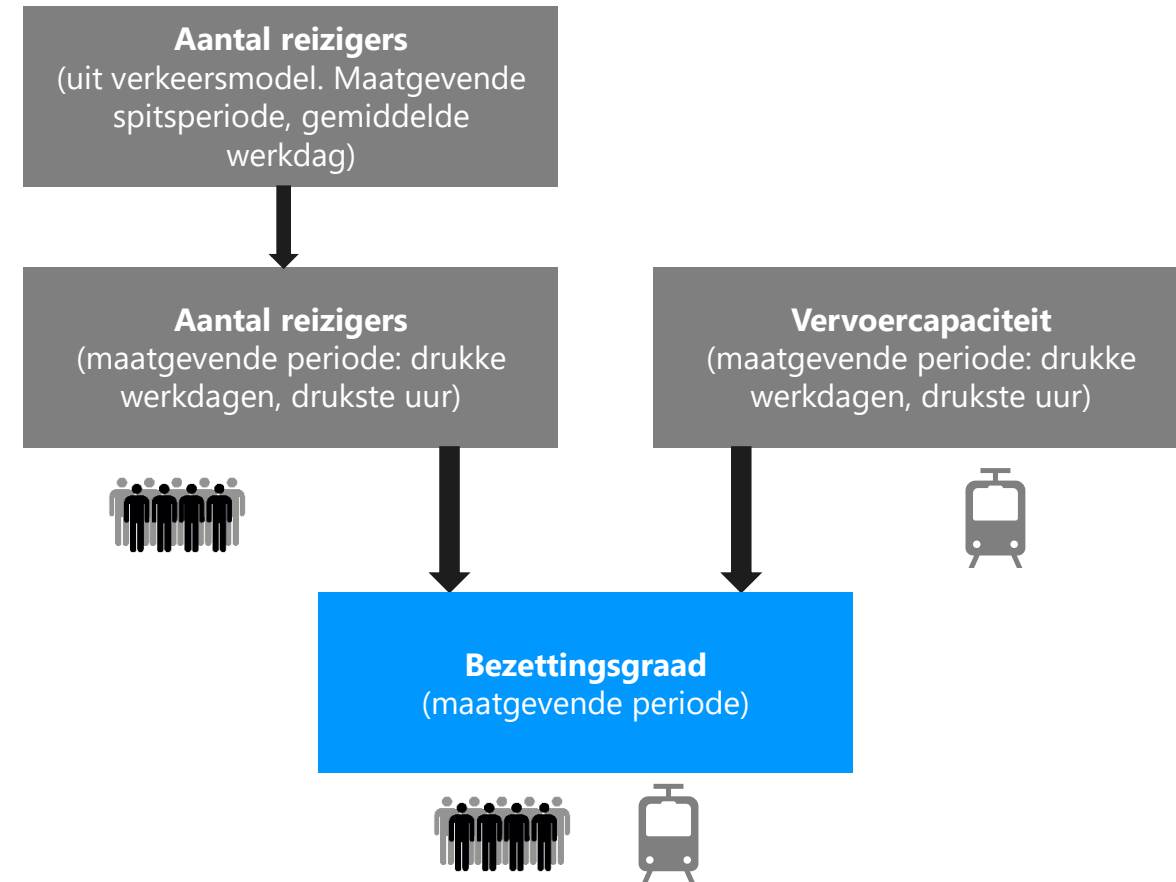 Aantal reizigers
(uit verkeersmodel. Maatgevende
spitsperiode, gemiddelde
werkdag)
Aantal reizigers
(maatgevende periode: drukke
werkdagen, drukste uur)
Vervoercapaciteit
(maatgevende periode: drukke
werkdagen, drukste uur)
Bezettingsgraad
(maatgevende periode)